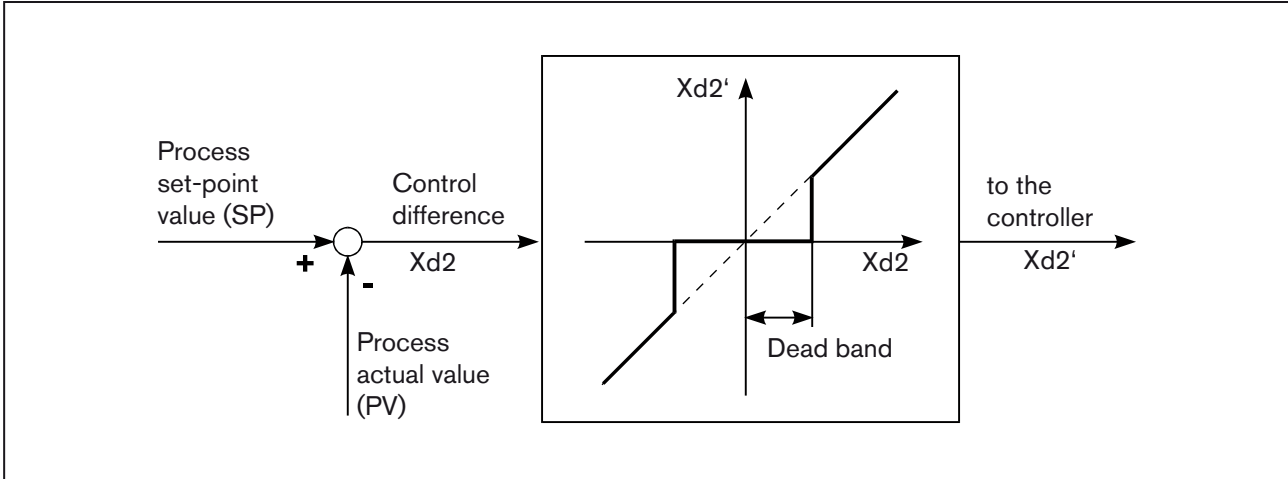 Process
set-point
value (SP)
+
-
Process
actual value
(PV)
Control
difference
Xd2
Xd2‘
Xd2
Dead band
to the
controller
Xd2‘